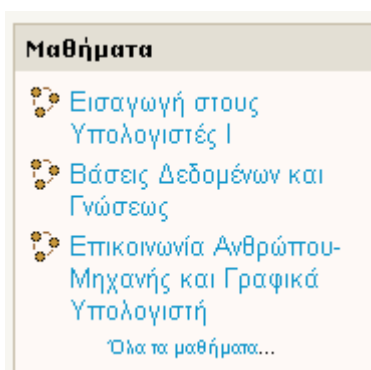 Μαθήματα
Εισαγωγή στους
Υπολογιστές Ι
Βάσεις Δεδομένων και
Γνώσεως
Επικοινωνία Ανθρώπου-
Μηχανής και Γραφικά
Υπολογιστή
Όλα τα μαθήματα...